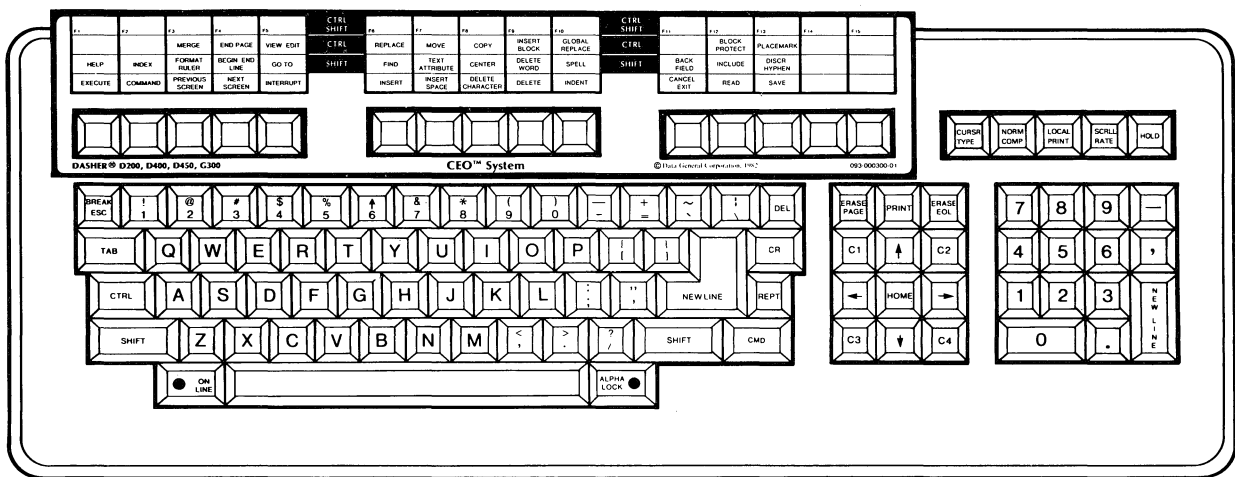 CTRL SHIFT CTRL SHIFT
F1 F2 F3 F4 F5 F6 F7 F8 F9 F10 F11 F12 F13 F14 F15
MERGE END PAGE VIEW EDIT CTRL REPLACE MOVE COPY INSERT BLOCK GLOBAL REPLACE CTRL BLOCK PROTECT PLACEMARK
HELP INDEX FORMAT RULER BEGIN END LINE GO TO SHIFT FIND TEXT ATTRIBUTE CENTER DELETE WORD SPELL SHIFT BACK FIELD INCLUDE DISCR HYPHEN
EXECUTE COMMAND PREVIOUS SCREEN NEXT SCREEN INTERRUPT INSERT INSERT SPACE DELETE CHARACTER DELETE INDENT CANCEL EXIT READ SAVE
CURSR TYPE NORM COMP LOCAL PRINT SCRLL RATE HOLD
DASHER® D200, D400, D450, G300 CEO™ System © Data General Corporation, 1982 093-000300-01
BREAK ESC ! 1 @ 2 # 3 $ 4 % 5 ↑ 6 & 7 * 8 ( 9 ) 0 — - + = ~ ` ¦ \ DEL ERASE PAGE PRINT ERASE EOL 7 8 9 —
TAB Q W E R T Y U I O P { [ } ] CR C1 ↑ C2 4 5 6 ,
CTRL A S D F G H J K L : ; " ' NEW LINE REPT ← HOME → 1 2 3 NEW LINE
SHIFT Z X C V B N M < , > . ? / SHIFT CMD C3 ↓ C4 0 .
ON LINE ALPHA LOCK